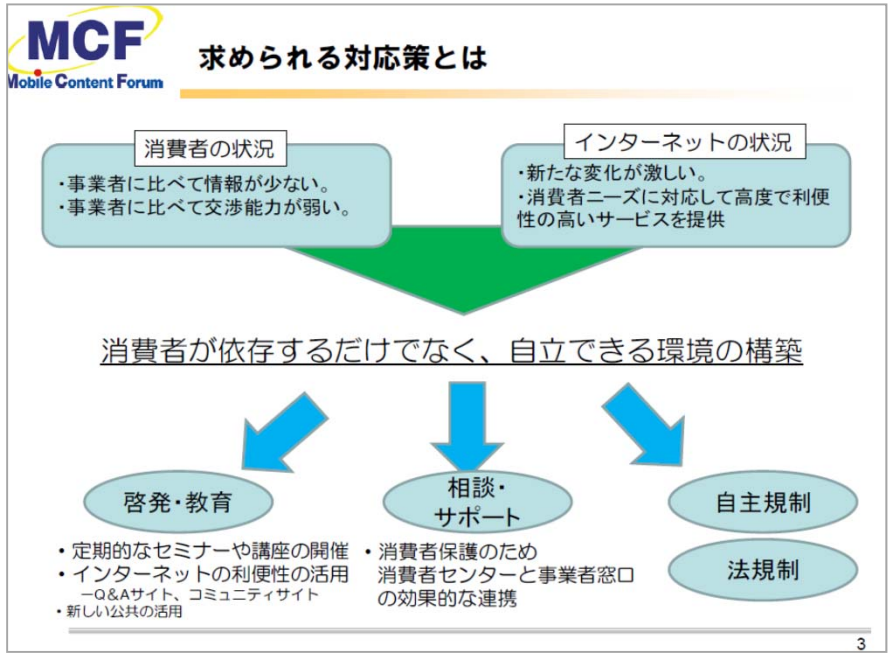 MCF
Mobile Content Forum
求められる対応策とは
消費者の状況
・事業者に比べて情報が少ない。
・事業者に比べて交渉能力が弱い。
インターネットの状況
・新たな変化が激しい。
・消費者ニーズに対応して高度で利便
性の高いサービスを提供
消費者が依存するだけでなく、自立できる環境の構築
啓発・教育
・定期的なセミナーや講座の開催
・インターネットの利便性の活用
－Q&Aサイト、コミュニティサイト
・新しい公共の活用
相談・
サポート
・消費者保護のため
消費者センターと事業者窓口
の効果的な連携
自主規制
法規制
3